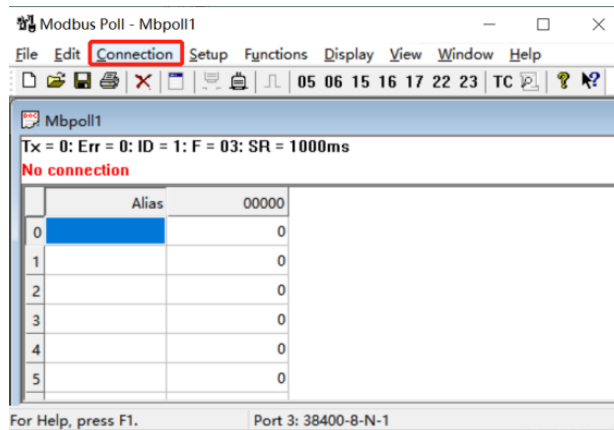 Modbus Poll - Mbpoll1
File Edit Connection Setup Functions Display View Window Help
05 06 15 16 17 22 23 TC
Mbpoll1
Tx = 0: Err = 0: ID = 1: F = 03: SR = 1000ms
No connection
Alias 00000
0 0
1 0
2 0
3 0
4 0
5 0
For Help, press F1. Port 3: 38400-8-N-1